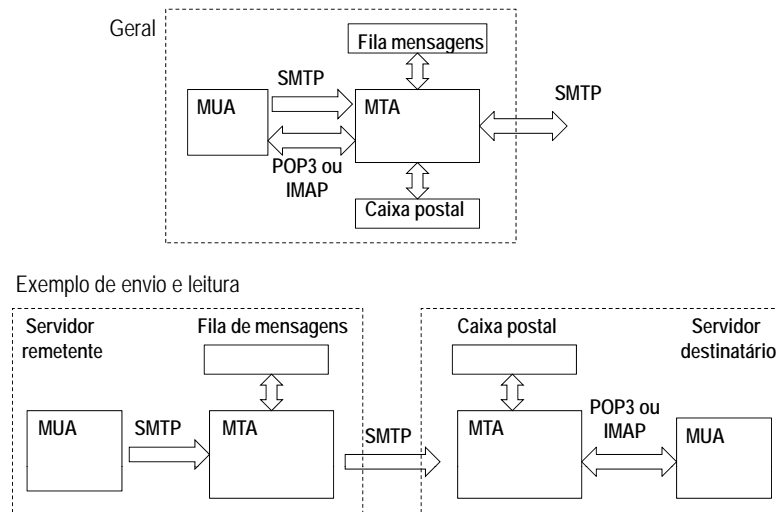 Geral
Fila mensagens
SMTP
SMTP
MUA
MTA
POP3 ou
IMAP
Caixa postal
Exemplo de envio e leitura
Servidor
remetente
Fila de mensagens
Caixa postal
Servidor
destinatário
MUA
SMTP
MTA
SMTP
MTA
POP3 ou
IMAP
MUA